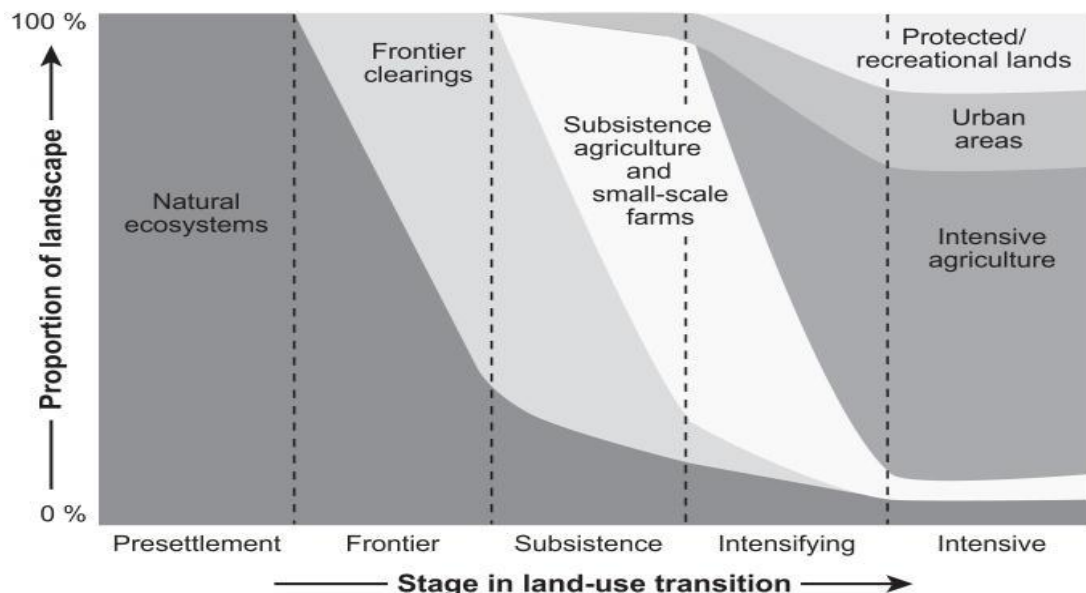 100 %
Proportion of landscape
0 %
Natural
ecosystems
Frontier
clearings
Subsistence
agriculture
and
small-scale
farms
Protected/
recreational lands
Urban
areas
Intensive
agriculture
Presettlement
Frontier
Subsistence
Intensifying
Intensive
Stage in land-use transition